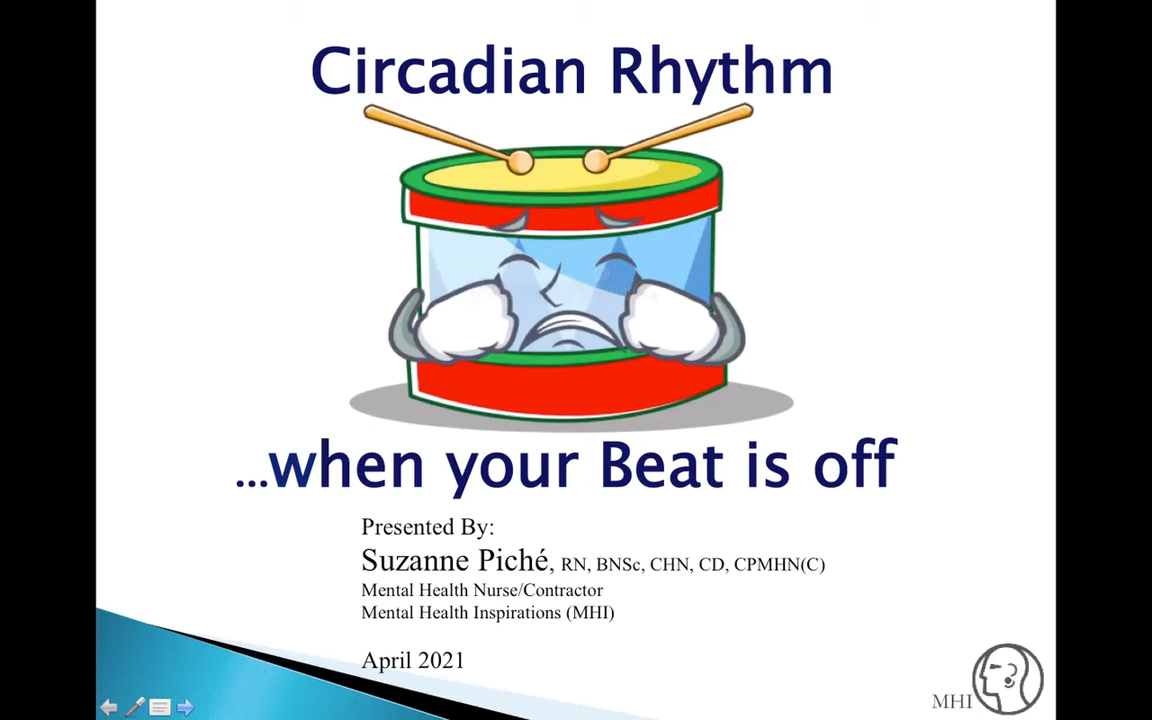 Circadian Rhythm
...when your Beat is off
Presented By:
Suzanne Piché, RN, BNSc, CHN, CD, CPMHN(C)
Mental Health Nurse/Contractor
Mental Health Inspirations (MHI)
April 2021
MHI